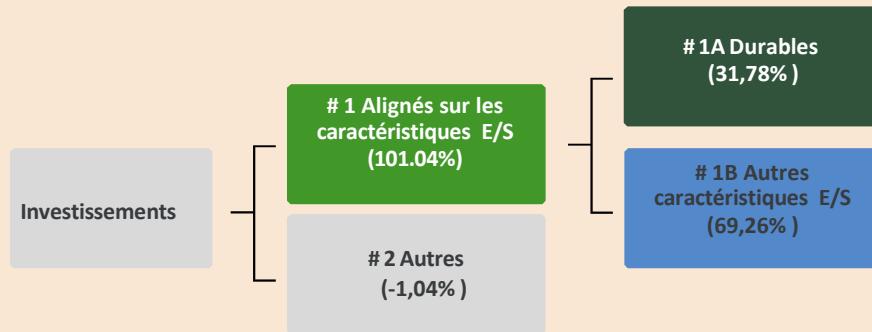 Investissements
# 1 Alignés sur les
caractéristiques E/S
(101.04%)
# 2 Autres
(-1,04% )
# 1A Durables
(31,78% )
# 1B Autres
caractéristiques E/S
(69,26% )